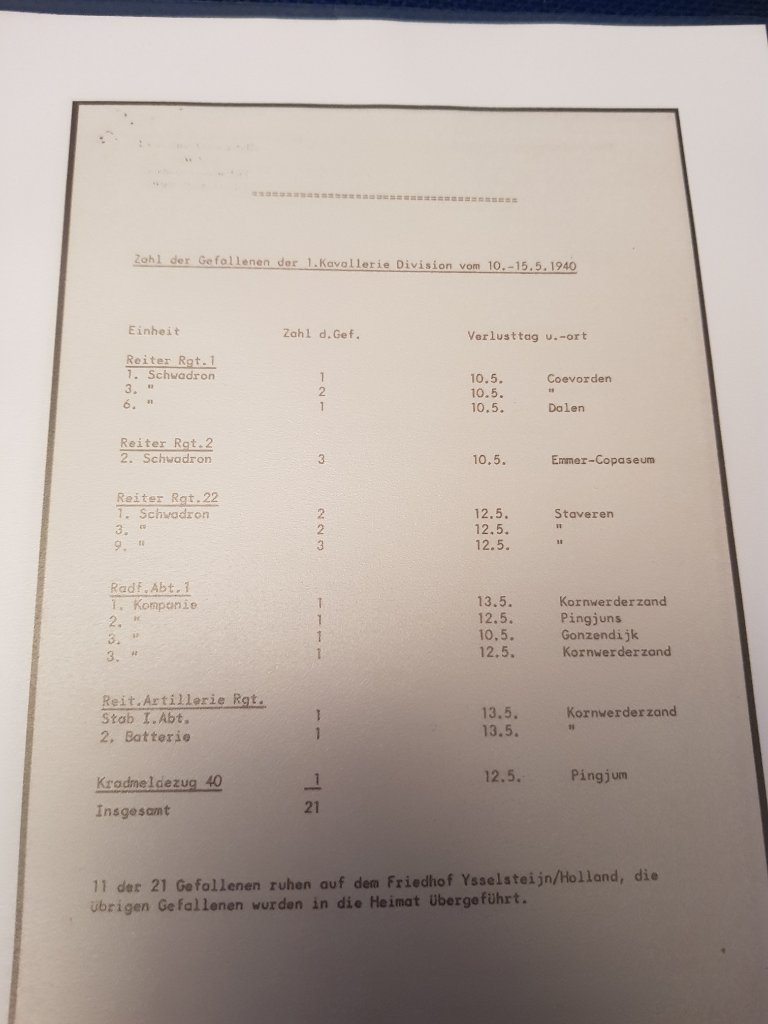 =====================================
Zahl der Gefallenen der 1.Kavallerie Division vom 10.-15.5.1940
Einheit Zahl d.Gef. Verlusttag u.-ort
Reiter Rgt.1
1. Schwadron 1 10.5. Coevorden
3. " 2 10.5. "
6. " 1 10.5. Dalen
Reiter Rgt.2
2. Schwadron 3 10.5. Emmer-Copaseum
Reiter Rgt.22
1. Schwadron 2 12.5. Staveren
3. " 2 12.5. "
9. " 3 12.5. "
Radf.Abt.1
1. Kompanie 1 13.5. Kornwerderzand
2. " 1 12.5. Pingjuns
3. " 1 10.5. Gonzendijk
3. " 1 12.5. Kornwerderzand
Reit.Artillerie Rgt.
Stab I.Abt. 1 13.5. Kornwerderzand
2. Batterie 1 13.5. "
Kradmeldezug 40 1 12.5. Pingjum
Insgesamt 21
11 der 21 Gefallenen ruhen auf dem Friedhof Ysselsteijn/Holland, die
übrigen Gefallenen wurden in die Heimat übergeführt.